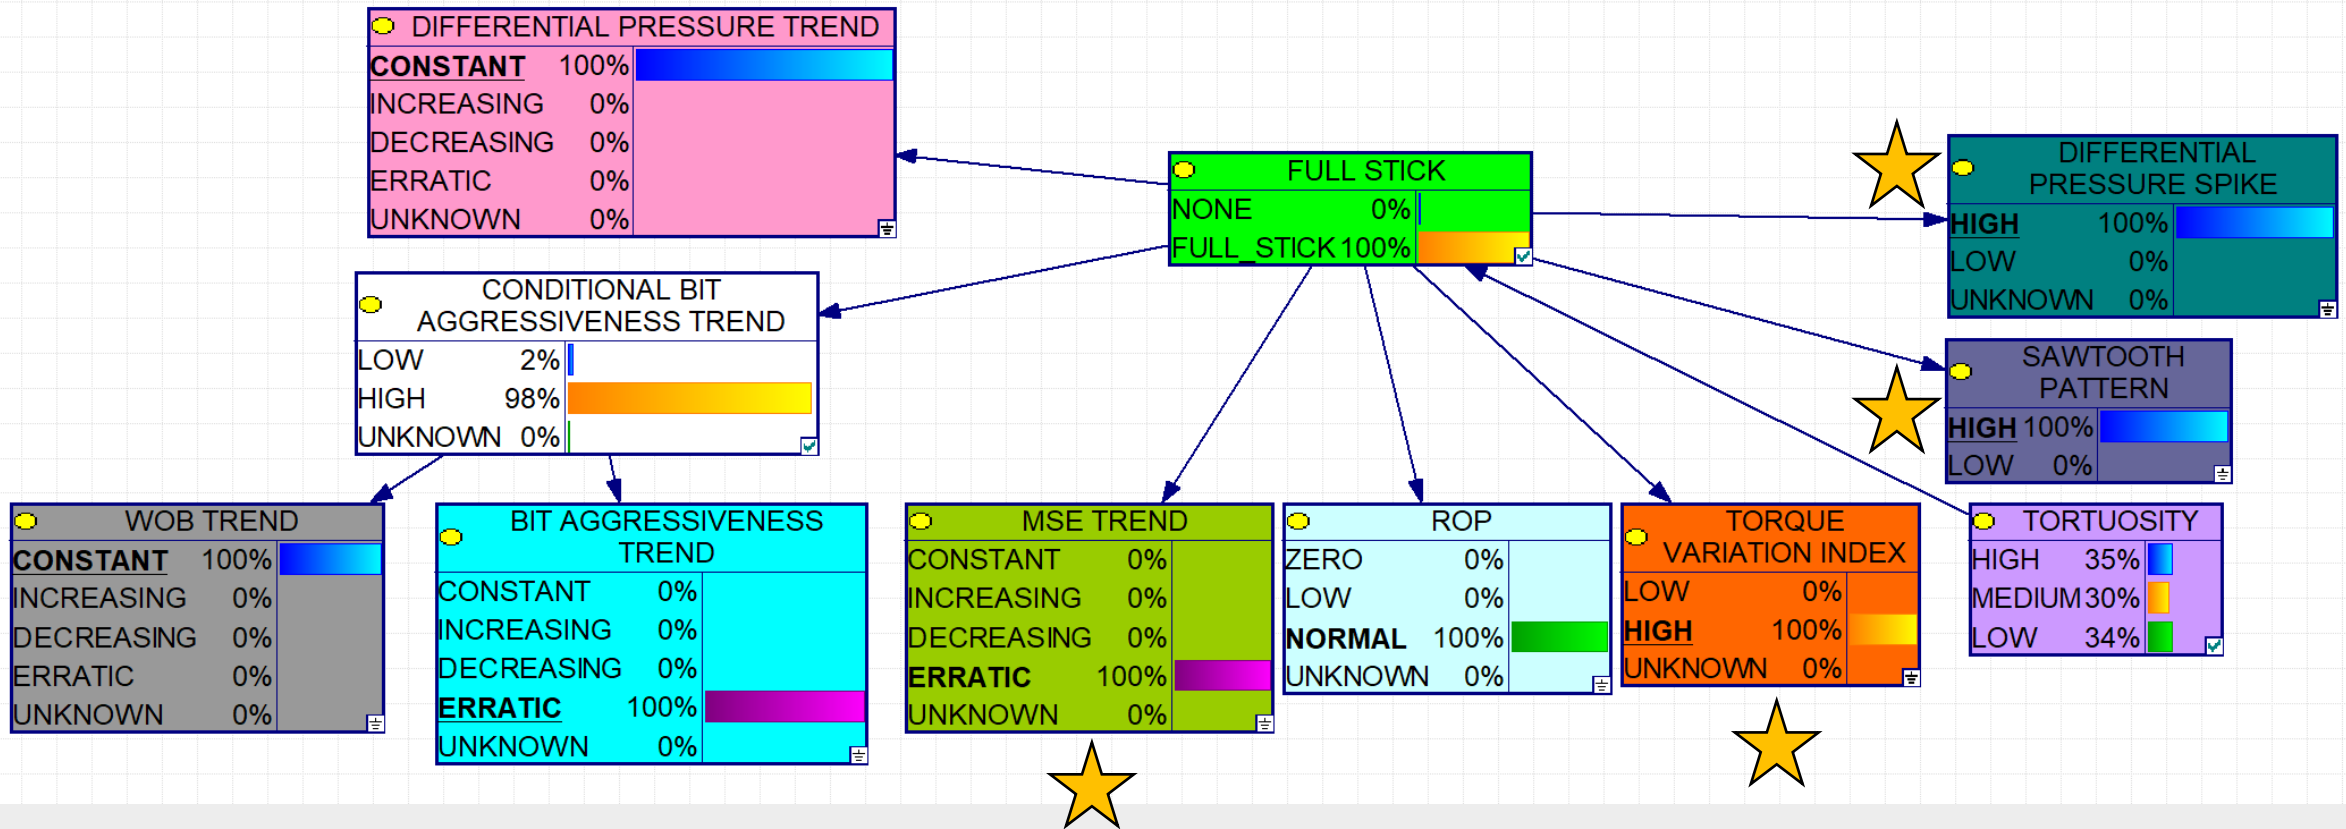 DIFFERENTIAL PRESSURE TREND
CONSTANT 100%
INCREASING 0%
DECREASING 0%
ERRATIC 0%
UNKNOWN 0%
FULL STICK
NONE 0%
FULL_STICK 100%
DIFFERENTIAL
PRESSURE SPIKE
HIGH 100%
LOW 0%
UNKNOWN 0%
CONDITIONAL BIT
AGGRESSIVENESS TREND
LOW 2%
HIGH 98%
UNKNOWN 0%
SAWTOOTH
PATTERN
HIGH 100%
LOW 0%
WOB TREND
CONSTANT 100%
INCREASING 0%
DECREASING 0%
ERRATIC 0%
UNKNOWN 0%
BIT AGGRESSIVENESS
TREND
CONSTANT 0%
INCREASING 0%
DECREASING 0%
ERRATIC 100%
UNKNOWN 0%
MSE TREND
CONSTANT 0%
INCREASING 0%
DECREASING 0%
ERRATIC 100%
UNKNOWN 0%
ROP
ZERO 0%
LOW 0%
NORMAL 100%
UNKNOWN 0%
TORQUE
VARIATION INDEX
LOW 0%
HIGH 100%
UNKNOWN 0%
TORTUOSITY
HIGH 35%
MEDIUM 30%
LOW 34%